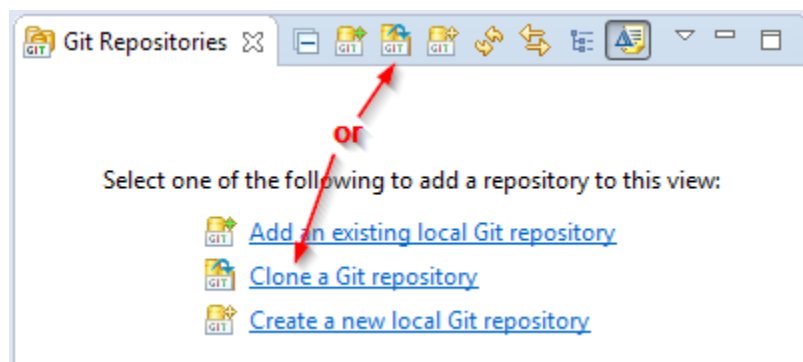 Git Repositories
or
Select one of the following to add a repository to this view:
Add an existing local Git repository
Clone a Git repository
Create a new local Git repository